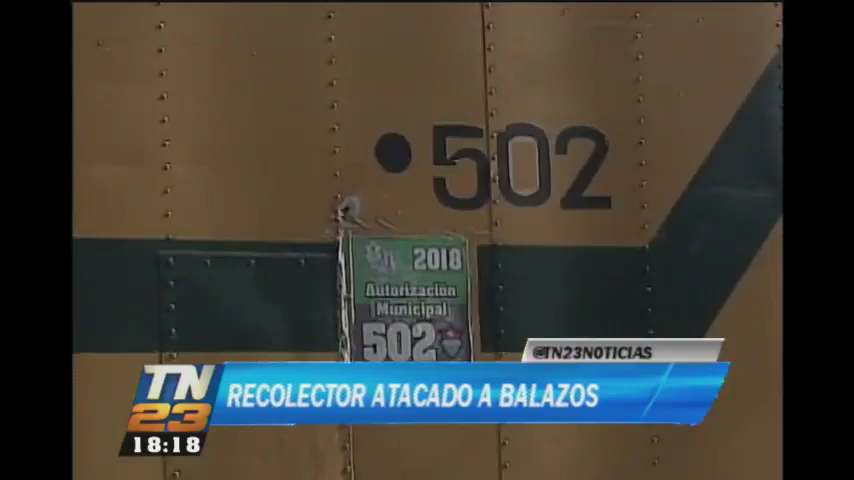 502
2018
Autorización
Municipal
502
@TN23NOTICIAS
TN
23
RECOLECTOR ATACADO A BALAZOS
18:18